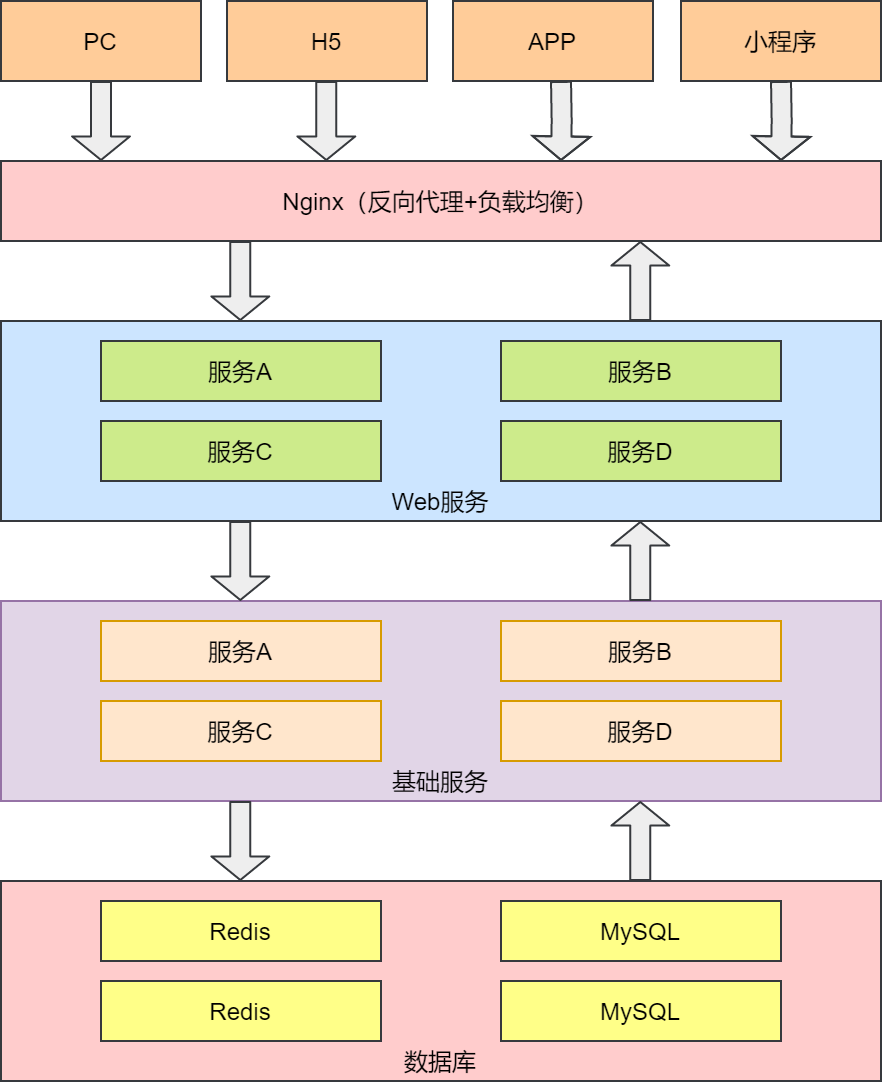 PC
H5
APP
小程序
Nginx（反向代理+负载均衡）
服务A
服务B
服务C
服务D
Web服务
服务A
服务B
服务C
服务D
基础服务
Redis
MySQL
Redis
MySQL
数据库